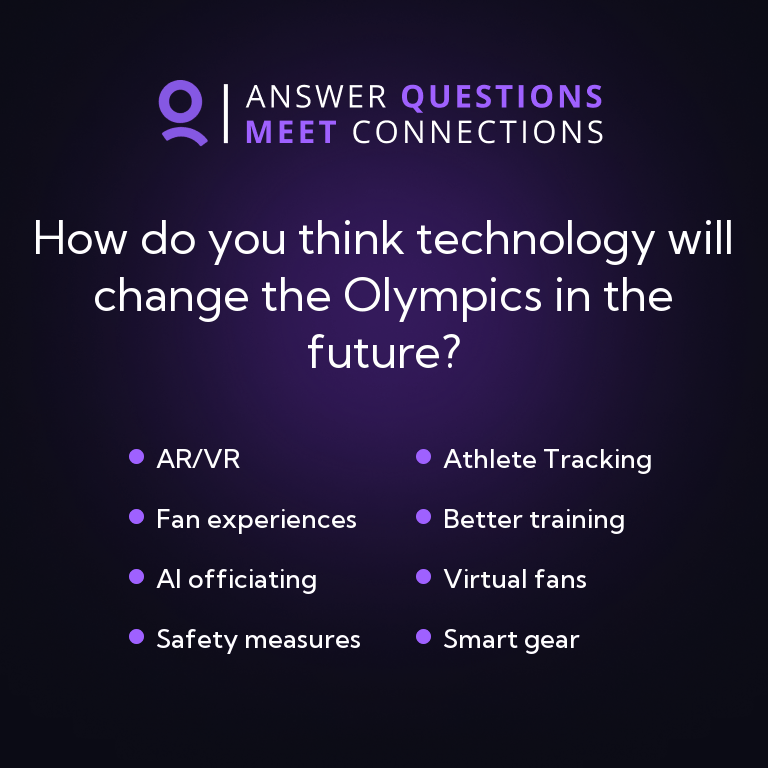 ANSWER QUESTIONS
MEET CONNECTIONS
How do you think technology will
change the Olympics in the
future?
AR/VR
Fan experiences
AI officiating
Safety measures
Athlete Tracking
Better training
Virtual fans
Smart gear